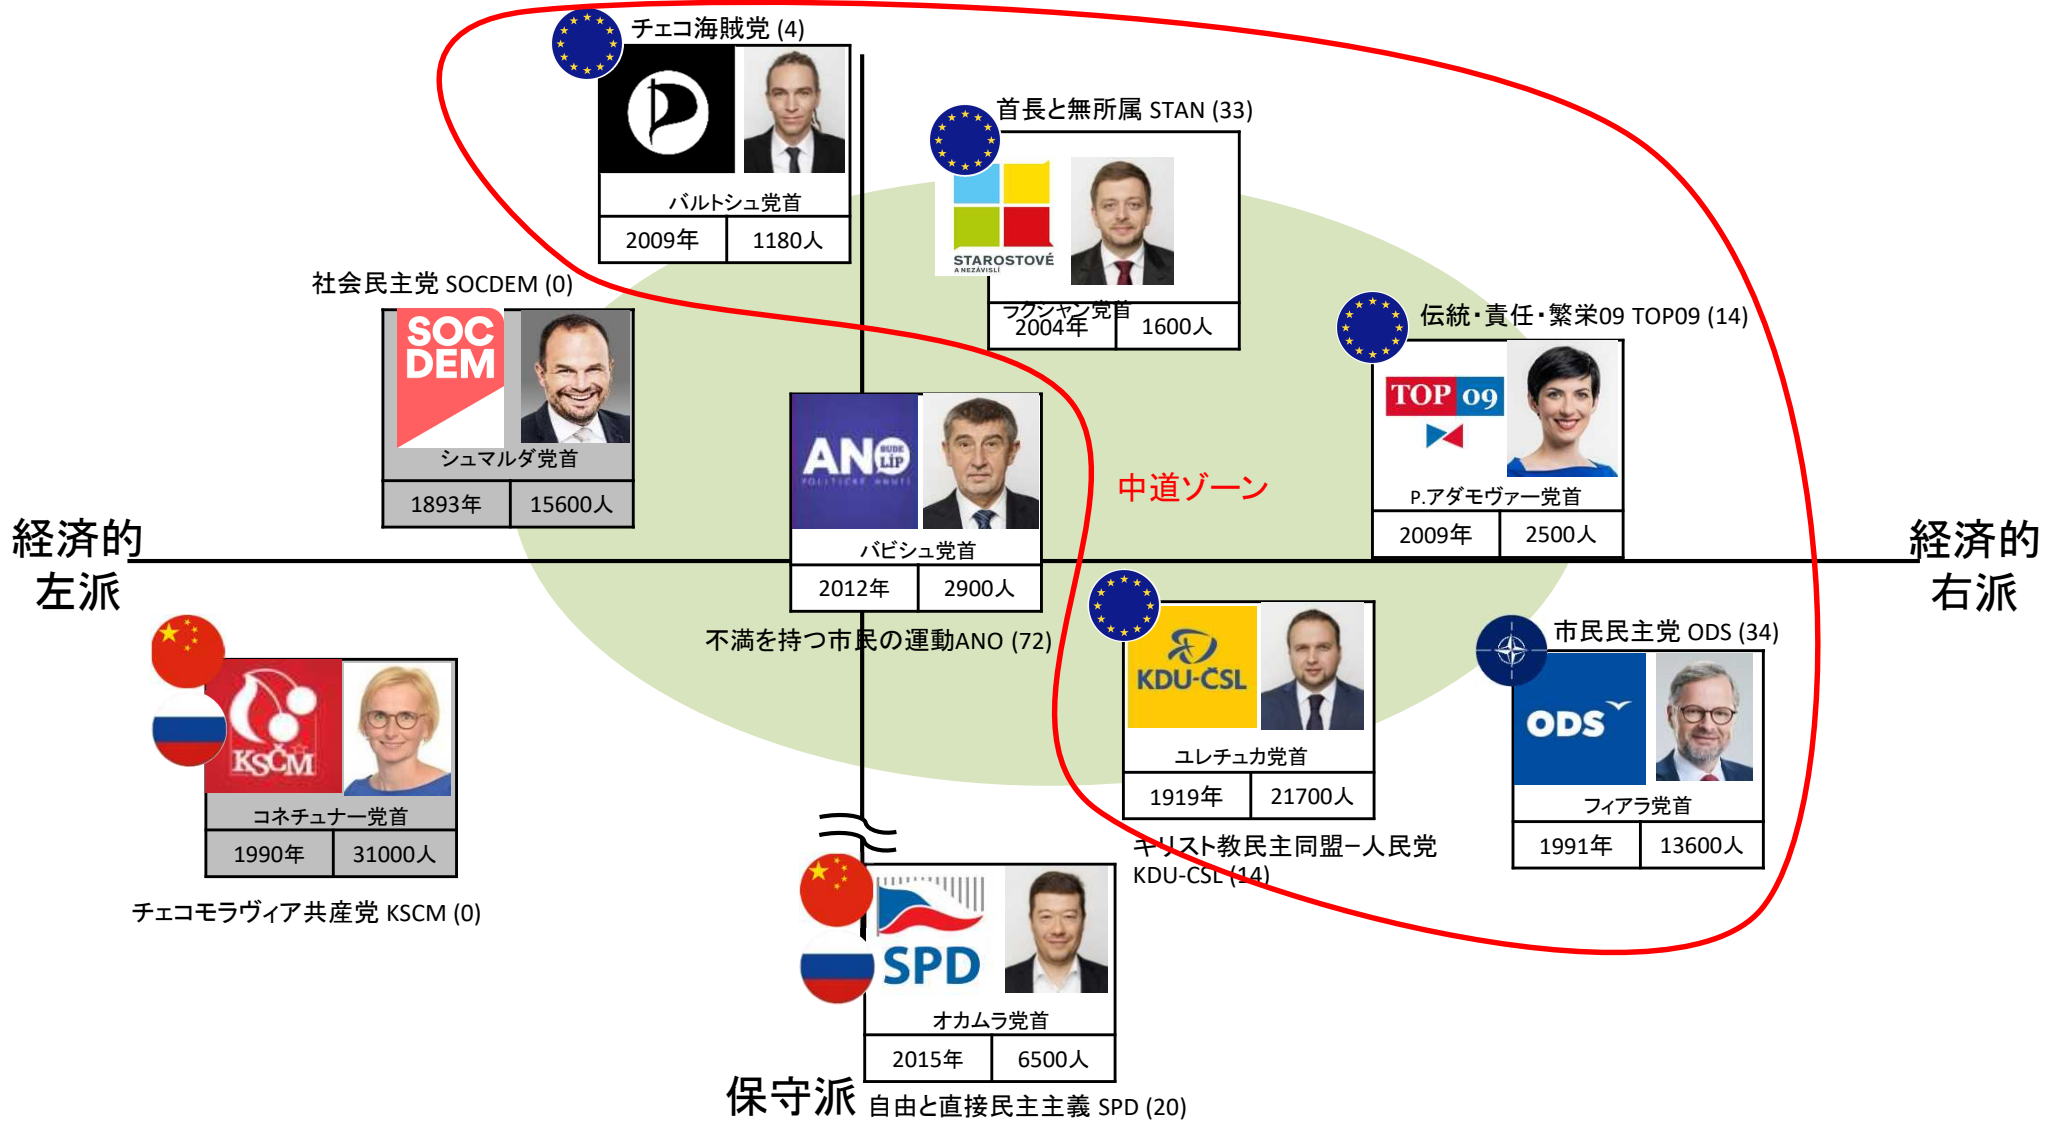 チェコ海賊党 (4)
バルトシュ党首
2009年 1180人
首長と無所属 STAN (33)
STAROSTOVÉ
A NEZÁVISLÍ
ラクシャン党首
2004年 1600人
社会民主党 SOCDEM (0)
SOC
DEM
シュマルダ党首
1893年 15600人
伝統・責任・繁栄09 TOP09 (14)
TOP 09
P.アダモヴァー党首
2009年 2500人
ANO
BUDE
LÍP
POLITICKÉ HNUTÍ
バビシュ党首
2012年 2900人
不満を持つ市民の運動ANO (72)
中道ゾーン
経済的
左派
経済的
右派
KSČM
コネチュナー党首
1990年 31000人
チェコモラヴィア共産党 KSCM (0)
KDU-ČSL
ユレチュカ党首
1919年 21700人
キリスト教民主同盟–人民党
KDU-CSL (14)
市民民主党 ODS (34)
ODS
フィアラ党首
1991年 13600人
SPD
オカムラ党首
2015年 6500人
保守派
自由と直接民主主義 SPD (20)